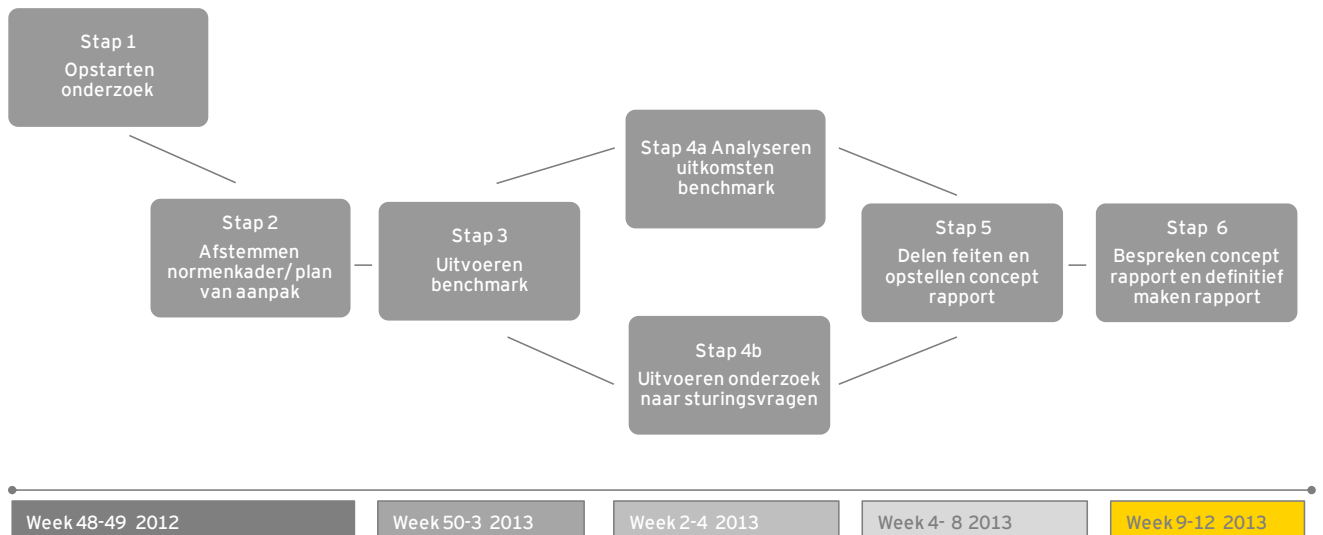 Stap 1
Opstarten
onderzoek
Stap 2
Afstemmen
normenkader/ plan
van aanpak
Stap 3
Uitvoeren
benchmark
Stap 4a Analyseren
uitkomsten
benchmark
Stap 4b
Uitvoeren onderzoek
naar sturingsvragen
Stap 5
Delen feiten en
opstellen concept
rapport
Stap 6
Bespreken concept
rapport en definitief
maken rapport
Week 48-49 2012
Week 50-3 2013
Week 2-4 2013
Week 4- 8 2013
Week 9-12 2013